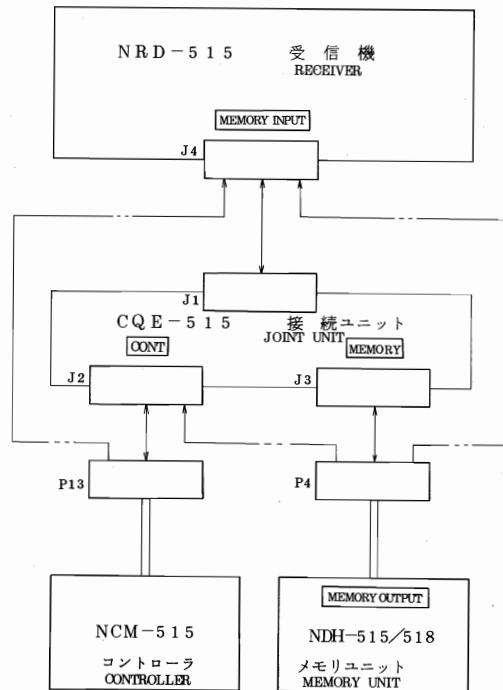 NRD-515 受信機
RECEIVER
MEMORY INPUT
J4
J1
CQE-515 接続ユニット
JOINT UNIT
CONT
MEMORY
J2
J3
P13
P4
MEMORY OUTPUT
NCM-515
NDH-515/518
コントローラ
CONTROLLER
メモリユニット
MEMORY UNIT